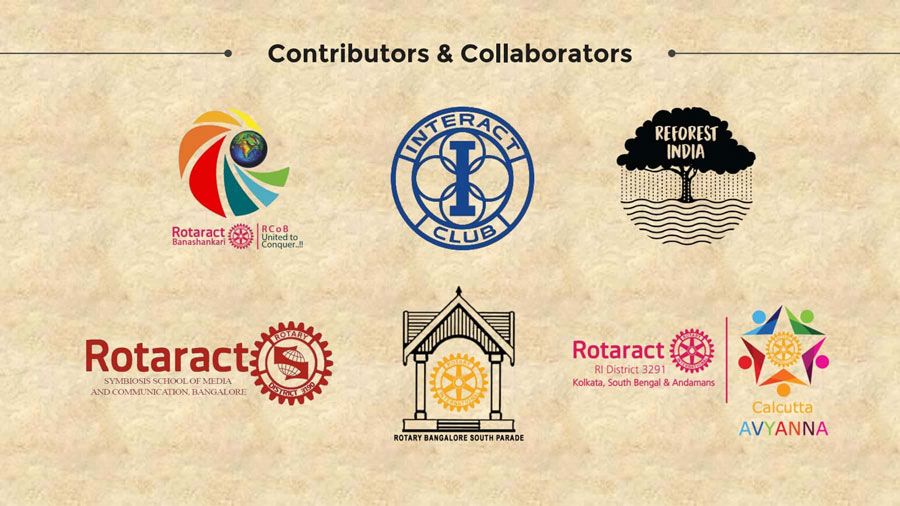 Contributors & Collaborators
Rotaract
Banashankari
RCoB
United to
Conquer..!!
INTERACT
I
CLUB
REFOREST
INDIA
Rotaract
SYMBIOSIS SCHOOL OF MEDIA
AND COMMUNICATION, BANGALORE
ROTARY
DISTRICT 3190
ROTARY BANGALORE SOUTH PARADE
Rotaract
RI District 3291
Kolkata, South Bengal & Andamans
Calcutta
AVYANNA